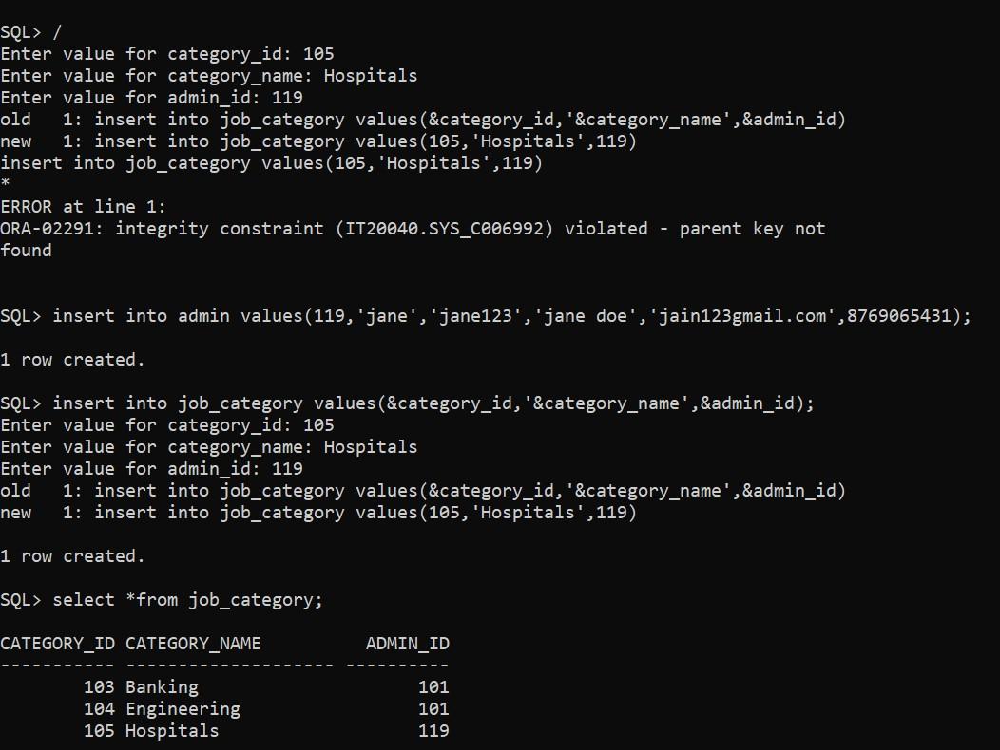 SQL> /
Enter value for category_id: 105
Enter value for category_name: Hospitals
Enter value for admin_id: 119
old   1: insert into job_category values(&category_id,'&category_name',&admin_id)
new   1: insert into job_category values(105,'Hospitals',119)
insert into job_category values(105,'Hospitals',119)
*
ERROR at line 1:
ORA-02291: integrity constraint (IT20040.SYS_C006992) violated - parent key not
found
SQL> insert into admin values(119,'jane','jane123','jane doe','jain123gmail.com',8769065431);
1 row created.
SQL> insert into job_category values(&category_id,'&category_name',&admin_id);
Enter value for category_id: 105
Enter value for category_name: Hospitals
Enter value for admin_id: 119
old   1: insert into job_category values(&category_id,'&category_name',&admin_id)
new   1: insert into job_category values(105,'Hospitals',119)
1 row created.
SQL> select *from job_category;
CATEGORY_ID CATEGORY_NAME          ADMIN_ID
----------- -------------------- ----------
        103 Banking                     101
        104 Engineering                 101
        105 Hospitals                   119